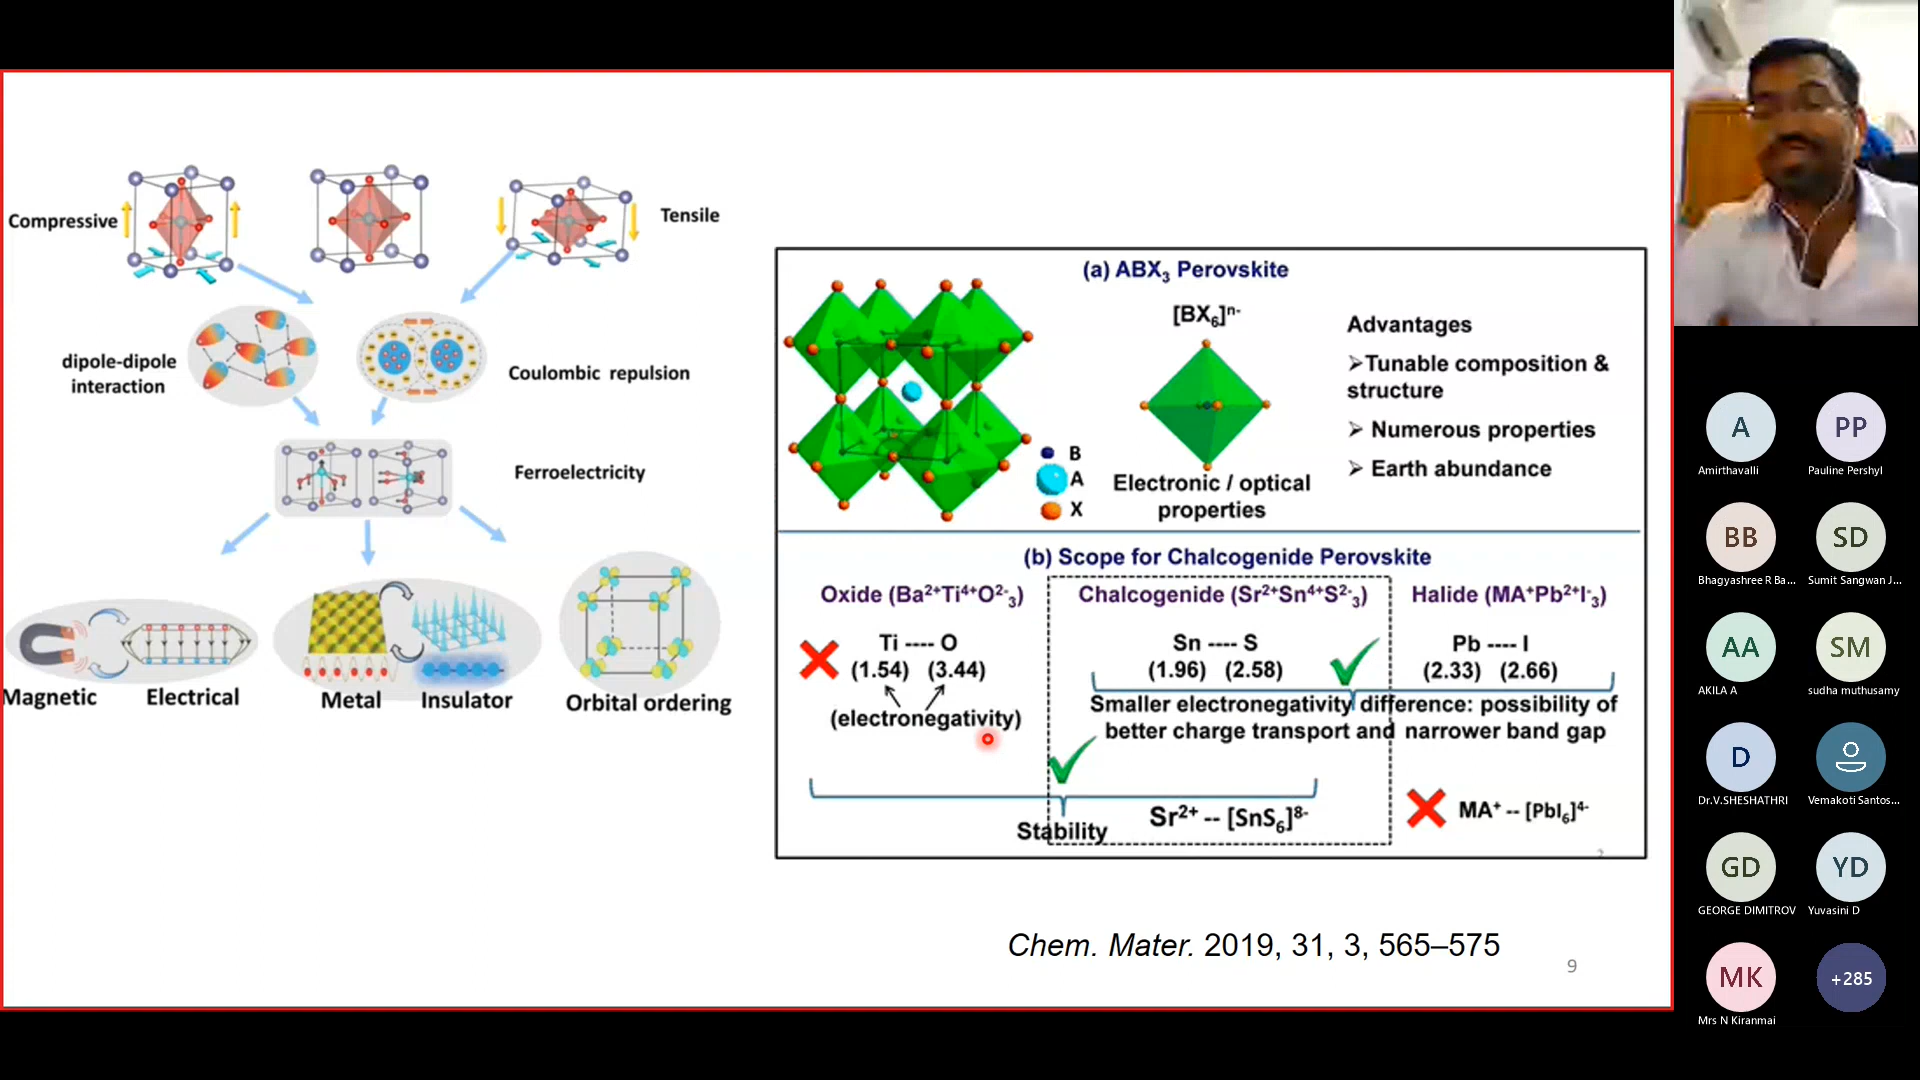 Compressive
Tensile
dipole-dipole
interaction
Coulombic repulsion
Ferroelectricity
Magnetic
Electrical
Metal
Insulator
Orbital ordering
(a) ABX₃ Perovskite
[BX₆]ⁿ⁻
B
A
X
Electronic / optical
properties
Advantages
➢Tunable composition &
structure
➢ Numerous properties
➢ Earth abundance
(b) Scope for Chalcogenide Perovskite
Oxide (Ba²⁺Ti⁴⁺O²⁻₃)
Chalcogenide (Sr²⁺Sn⁴⁺S²⁻₃)
Halide (MA⁺Pb²⁺I⁻₃)
Ti ---- O
(1.54) (3.44)
(electronegativity)
Sn ---- S
(1.96) (2.58)
Pb ---- I
(2.33) (2.66)
Smaller electronegativity difference: possibility of
better charge transport and narrower band gap
Stability
Sr²⁺ -- [SnS₆]⁸⁻
MA⁺ -- [PbI₆]⁴⁻
2
Chem. Mater. 2019, 31, 3, 565–575
9
A
Amirthavalli
PP
Pauline Pershyl
BB
Bhagyashree R Ba...
SD
Sumit Sangwan J...
AA
AKILA A
SM
sudha muthusamy
D
Dr.V.SHESHATHRI
Vemakoti Santos...
GD
GEORGE DIMITROV
YD
Yuvasini D
MK
Mrs N Kiranmai
+285